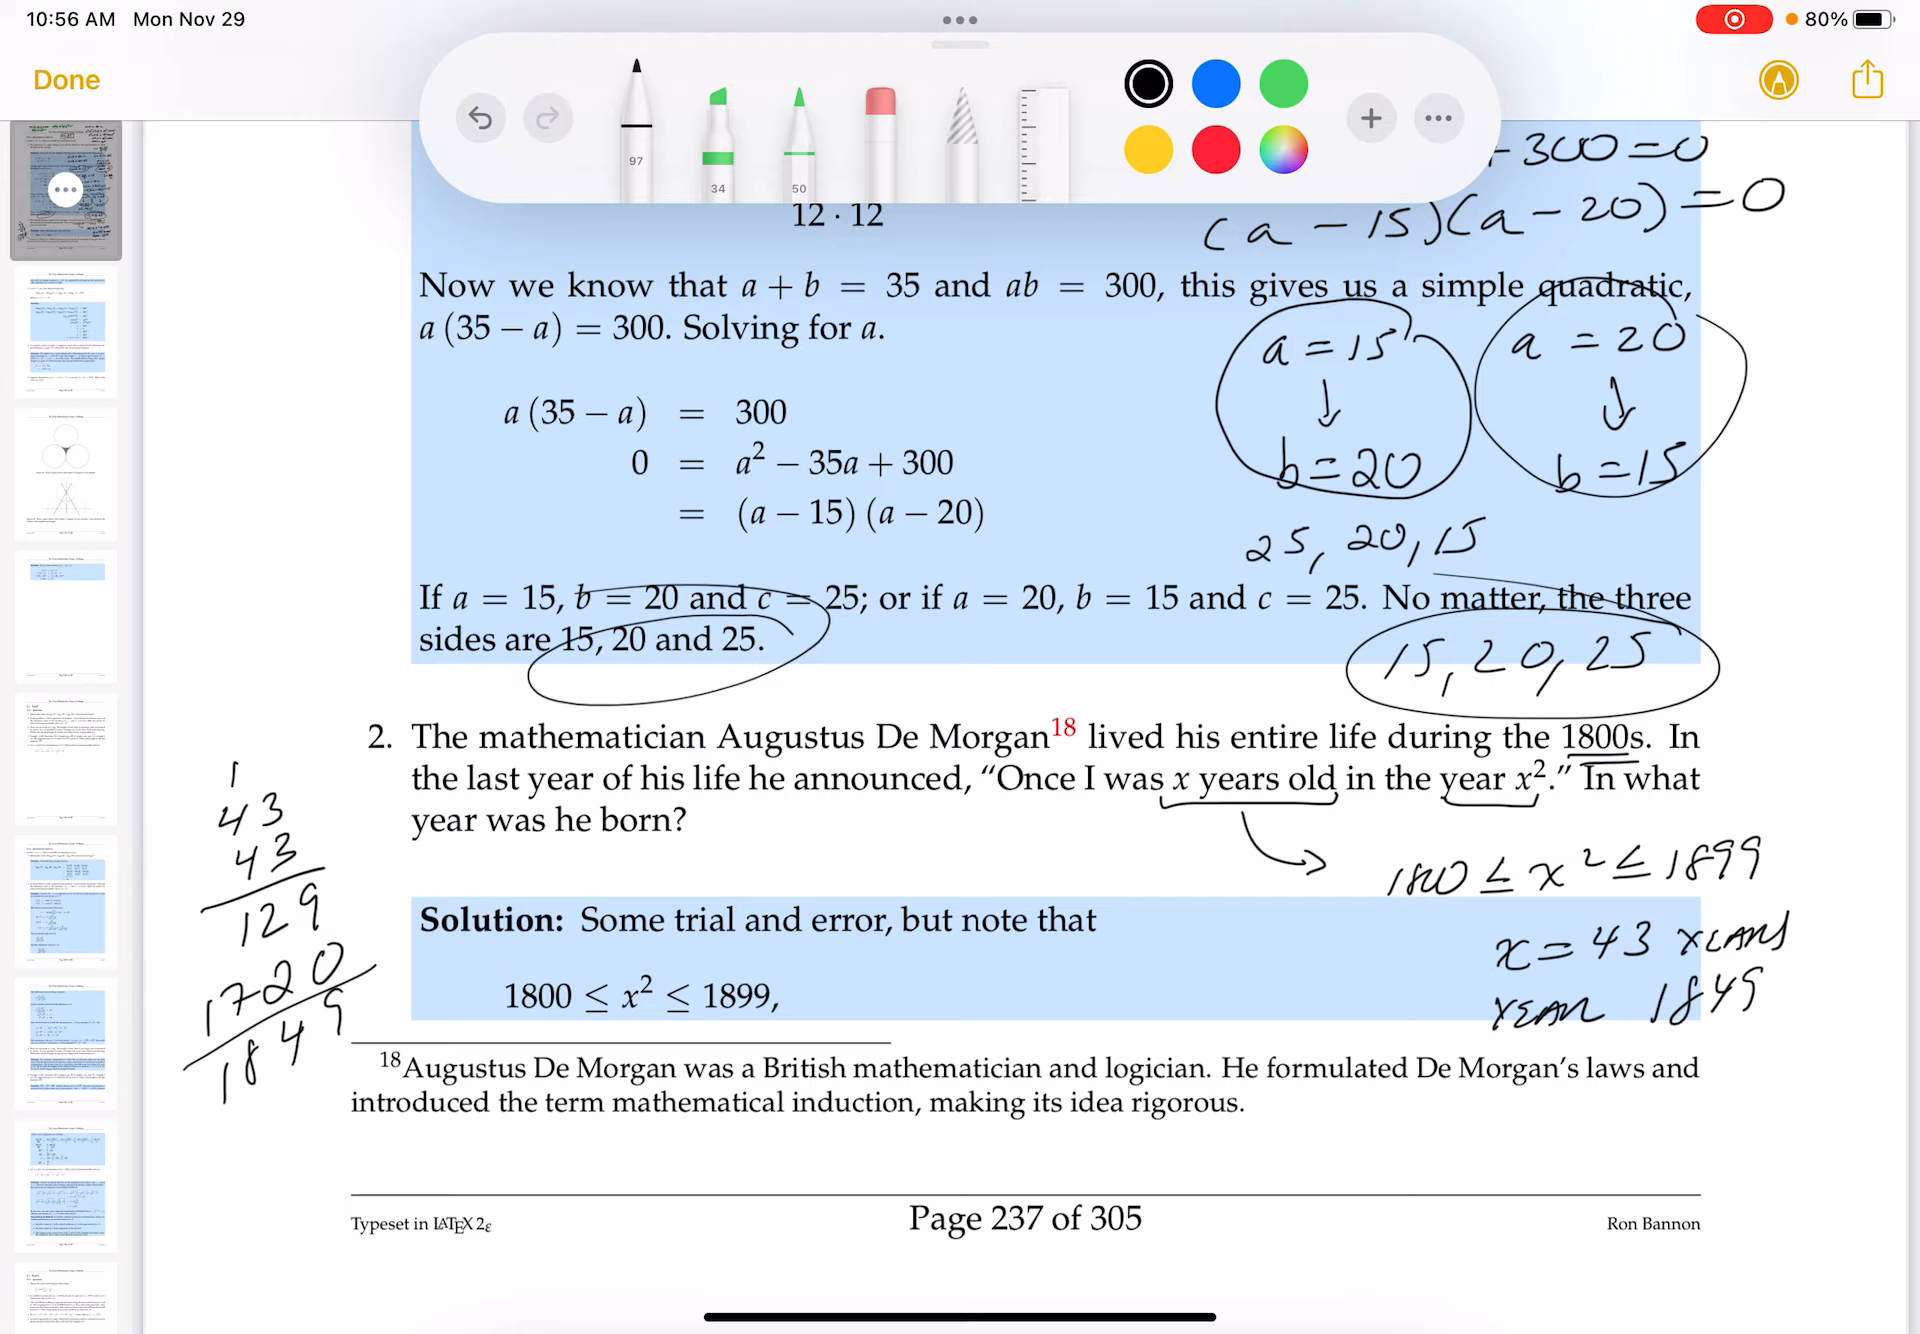 10:56 AM Mon Nov 29
80%
Done
97
34
50
- 300 = 0
12 · 12
(a - 15)(a - 20) = 0
Now we know that a + b = 35 and ab = 300, this gives us a simple quadratic,
a (35 − a) = 300. Solving for a.
a = 15
a = 20
↓
↓
b = 20
b = 15
a (35 − a) = 300
0 = a² − 35a + 300
= (a − 15) (a − 20)
25, 20, 15
If a = 15, b = 20 and c = 25; or if a = 20, b = 15 and c = 25. No matter, the three
sides are 15, 20 and 25.
15, 20, 25
2. The mathematician Augustus De Morgan¹⁸ lived his entire life during the 1800s. In
the last year of his life he announced, “Once I was x years old in the year x².” In what
year was he born?
1
43
43
129
1720
1849
1800 ≤ x² ≤ 1899
Solution: Some trial and error, but note that
x = 43 YEARS
1800 ≤ x² ≤ 1899,
YEAR 1849
¹⁸Augustus De Morgan was a British mathematician and logician. He formulated De Morgan’s laws and
introduced the term mathematical induction, making its idea rigorous.
Typeset in LATEX 2ε
Page 237 of 305
Ron Bannon